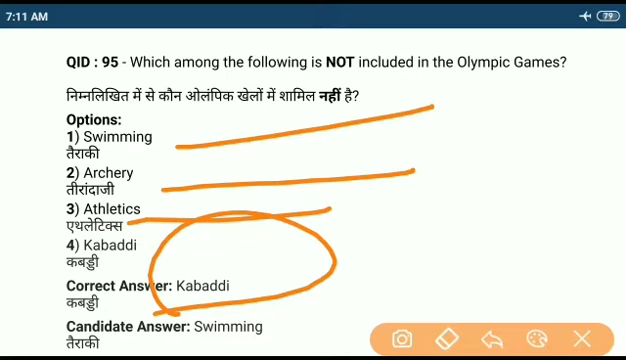 7:11 AM
79
QID : 95 - Which among the following is NOT included in the Olympic Games?
निम्नलिखित में से कौन ओलंपिक खेलों में शामिल नहीं है?
Options:
1) Swimming
तैराकी
2) Archery
तीरांदाजी
3) Athletics
एथलेटिक्स
4) Kabaddi
कबड्डी
Correct Answer: Kabaddi
कबड्डी
Candidate Answer: Swimming
तैराकी